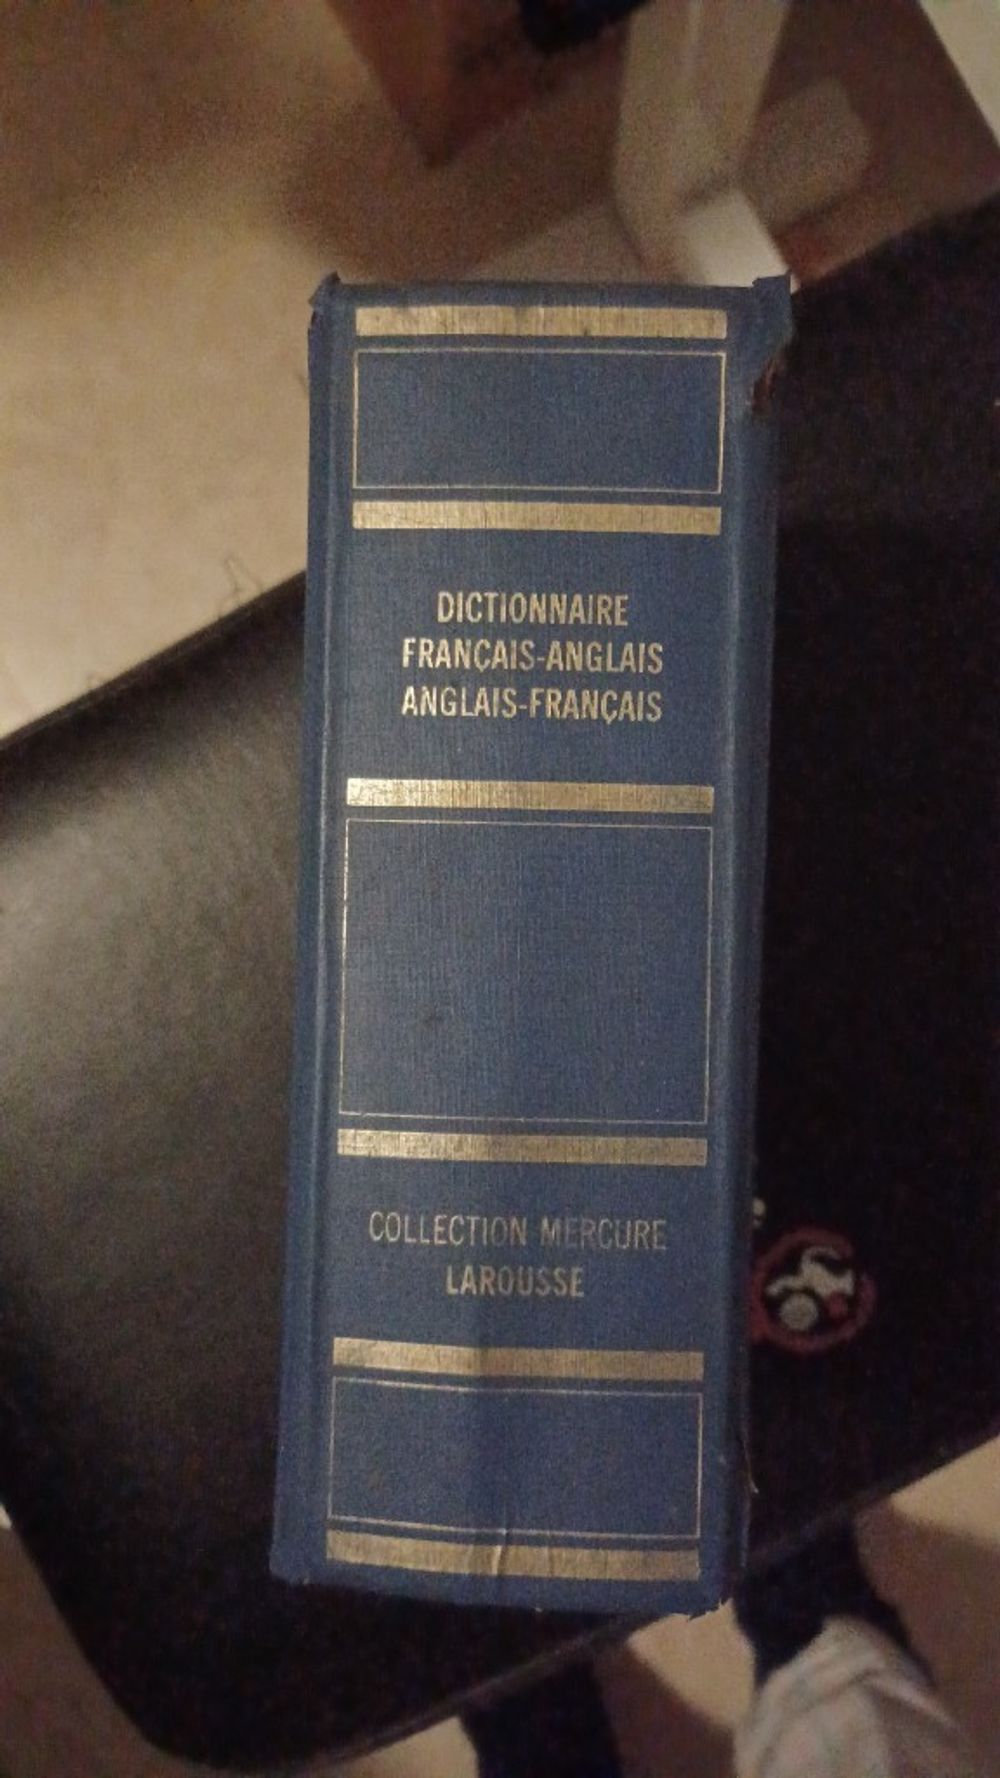 DICTIONNAIRE
FRANÇAIS-ANGLAIS
ANGLAIS-FRANÇAIS
COLLECTION MERCURE
LAROUSSE